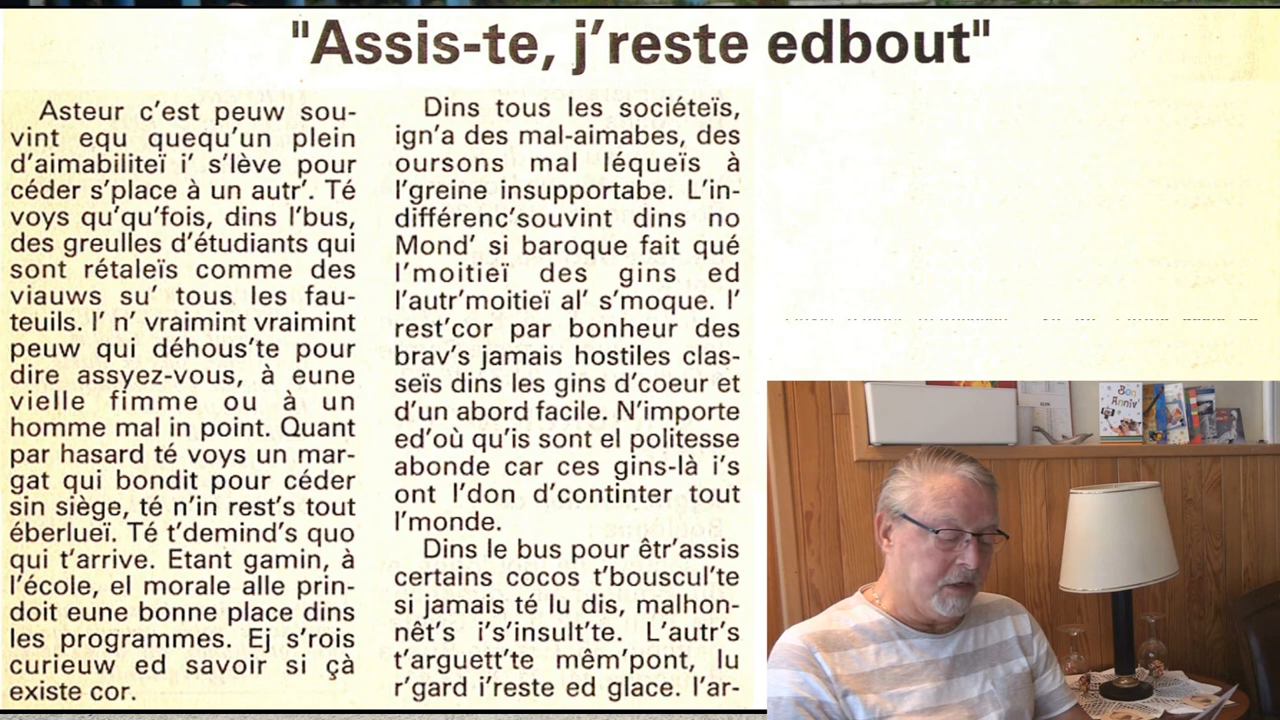 "Assis-te, j'reste edbout"
Asteur c'est peuw sou-
vint equ quequ'un plein
d'aimabiliteï i' s'lève pour
céder s'place à un autr'. Té
voys qu'qu'fois, dins l'bus,
des greulles d'étudiants qui
sont rétaleïs comme des
viauws su' tous les fau-
teuils. I' n' vraimint vraimint
peuw qui déhous'te pour
dire assyez-vous, à eune
vielle fimme ou à un
homme mal in point. Quant
par hasard té voys un mar-
gat qui bondit pour céder
sin siège, té n'in rest's tout
éberlueï. Té t'demind's quo
qui t'arrive. Etant gamin, à
l'école, el morale alle prin-
doit eune bonne place dins
les programmes. Ej s'rois
curieuw ed savoir si çà
existe cor.
Dins tous les sociéteïs,
ign'a des mal-aimabes, des
oursons mal léqueïs à
l'greine insupportabe. L'in-
différenc'souvint dins no
Mond' si baroque fait qué
l'moitieï des gins ed
l'autr'moitieï al' s'moque. I'
rest'cor par bonheur des
brav's jamais hostiles clas-
seïs dins les gins d'coeur et
d'un abord facile. N'importe
ed'où qu'is sont el politesse
abonde car ces gins-là i's
ont l'don d'continter tout
l'monde.
Dins le bus pour êtr'assis
certains cocos t'bouscul'te
si jamais té lu dis, malhon-
nêt's i's'insult'te. L'autr's
t'arguett'te mêm'pont, lu
r'gard i'reste ed glace. I'ar-
Bon
Anniv'